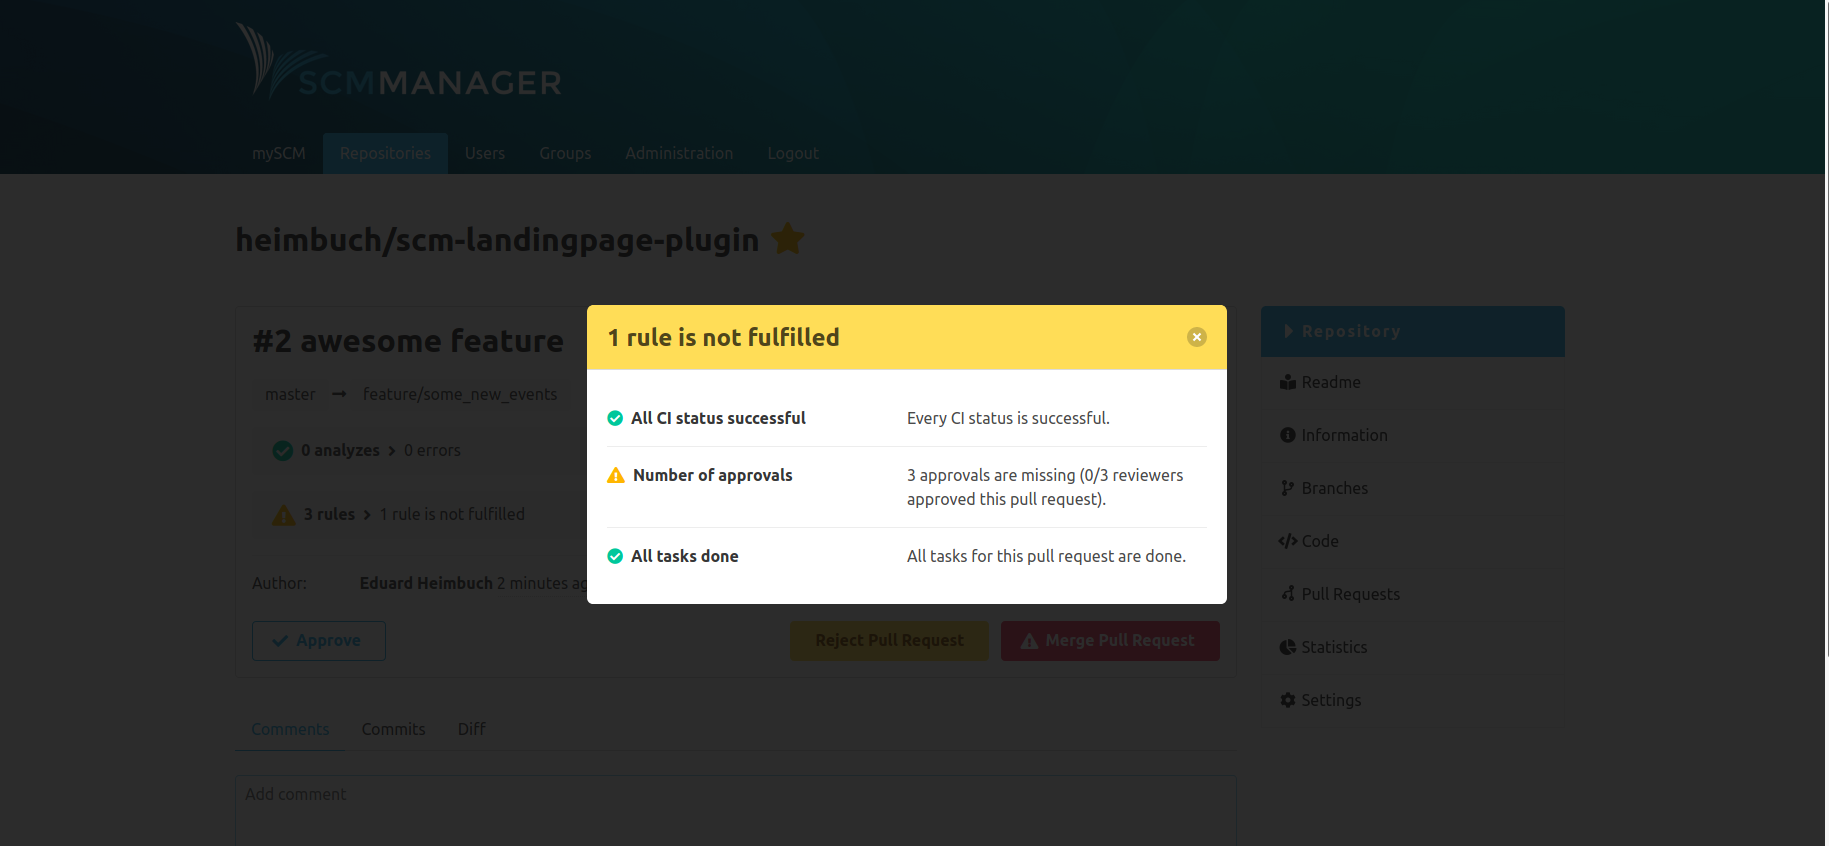 SCMMANAGER
mySCM Repositories Users Groups Administration Logout
heimbuch/scm-landingpage-plugin
#2 awesome feature
master → feature/some_new_events
0 analyzes > 0 errors
3 rules > 1 rule is not fulfilled
Author: Eduard Heimbuch 2 minutes ag
Approve
Reject Pull Request
Merge Pull Request
1 rule is not fulfilled
All CI status successful Every CI status is successful.
Number of approvals 3 approvals are missing (0/3 reviewers
approved this pull request).
All tasks done All tasks for this pull request are done.
Repository
Readme
Information
Branches
Code
Pull Requests
Statistics
Settings
Comments Commits Diff
Add comment